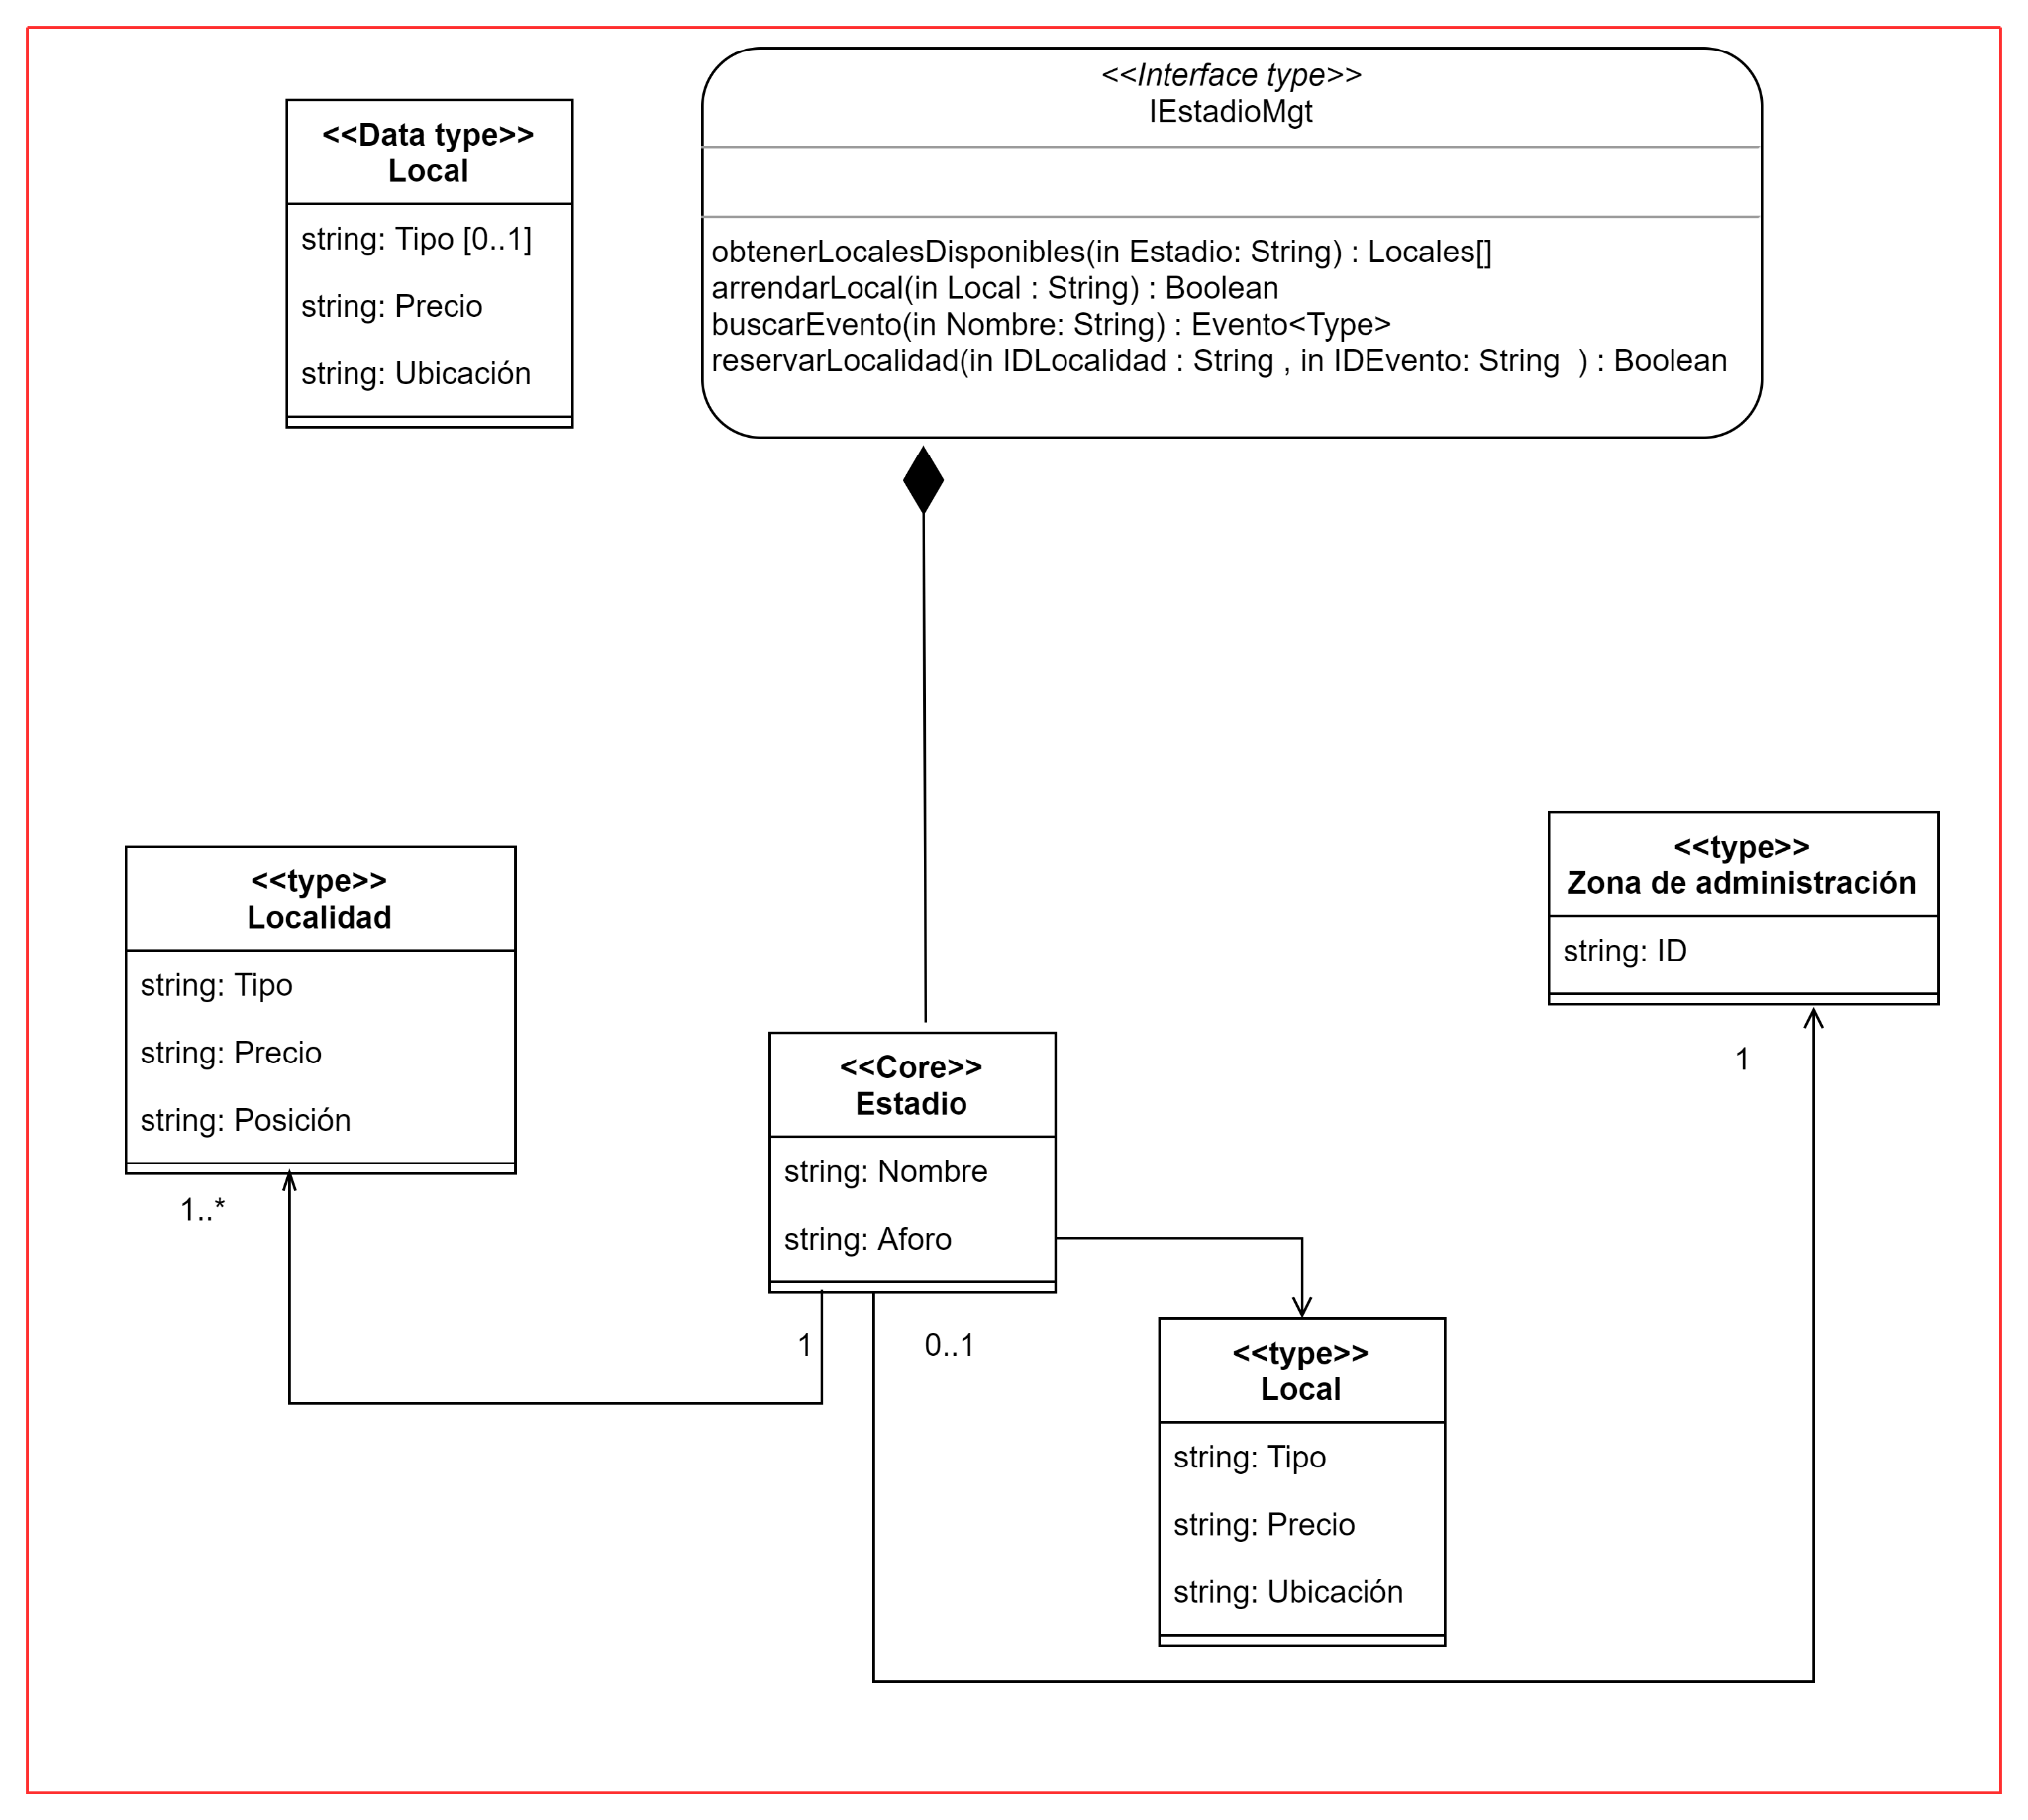 <<Data type>>
Local
string: Tipo [0..1]
string: Precio
string: Ubicación
<<Interface type>>
IEstadioMgt
obtenerLocalesDisponibles(in Estadio: String) : Locales[]
arrendarLocal(in Local : String) : Boolean
buscarEvento(in Nombre: String) : Evento<Type>
reservarLocalidad(in IDLocalidad : String , in IDEvento: String  ) : Boolean
<<type>>
Localidad
string: Tipo
string: Precio
string: Posición
1..*
<<type>>
Zona de administración
string: ID
1
<<Core>>
Estadio
string: Nombre
string: Aforo
1
0..1
<<type>>
Local
string: Tipo
string: Precio
string: Ubicación